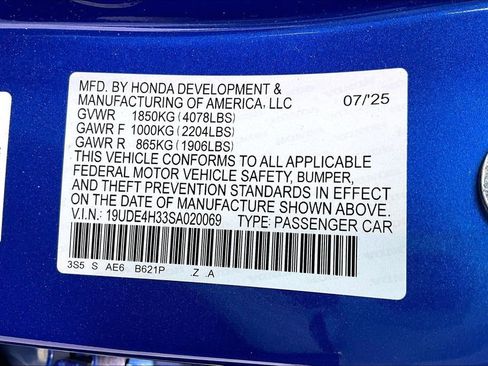 MFD. BY HONDA DEVELOPMENT &
MANUFACTURING OF AMERICA, LLC 07/'25
GVWR 1850KG (4078LBS)
GAWR F 1000KG (2204LBS)
GAWR R 865KG (1906LBS)
THIS VEHICLE CONFORMS TO ALL APPLICABLE
FEDERAL MOTOR VEHICLE SAFETY, BUMPER,
AND THEFT PREVENTION STANDARDS IN EFFECT
ON THE DATE OF MANUFACTURE SHOWN ABOVE.
V.I.N.: 19UDE4H33SA020069 TYPE: PASSENGER CAR
3S5 S AE6 B621P .Z .A